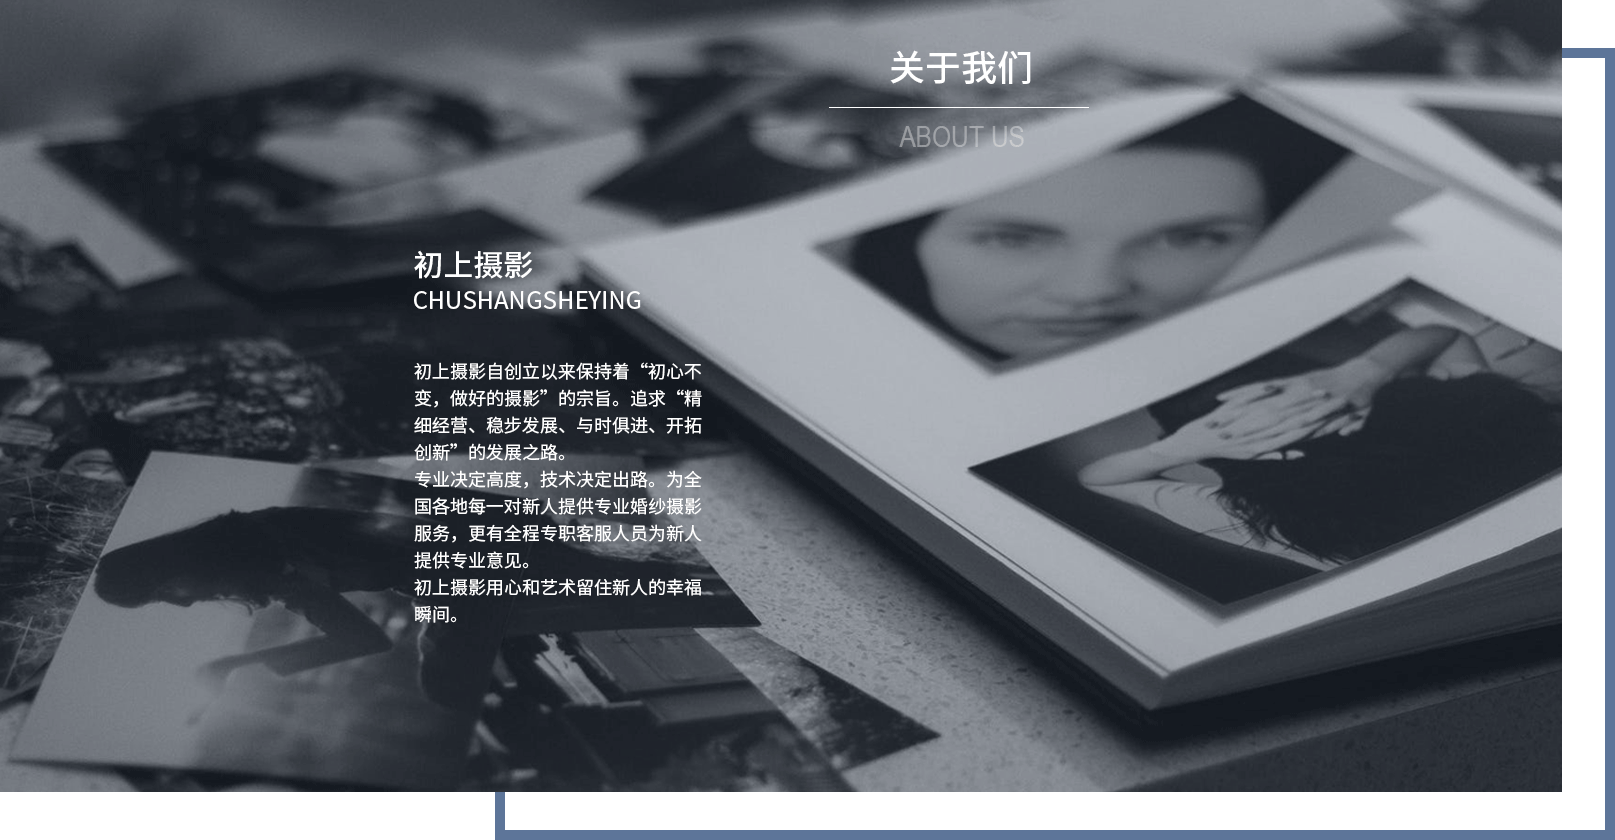 关于我们
ABOUT US
初上摄影
CHUSHANGSHEYING
初上摄影自创立以来保持着“初心不
变，做好的摄影”的宗旨。追求“精
细经营、稳步发展、与时俱进、开拓
创新”的发展之路。
专业决定高度，技术决定出路。为全
国各地每一对新人提供专业婚纱摄影
服务，更有全程专职客服人员为新人
提供专业意见。
初上摄影用心和艺术留住新人的幸福
瞬间。